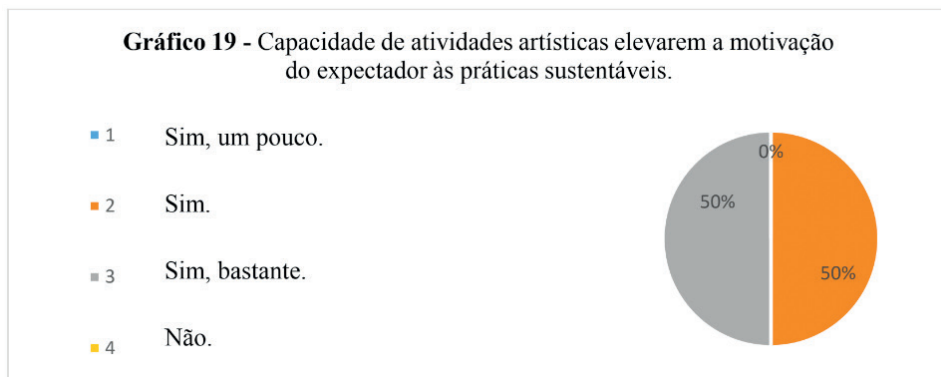 Gráfico 19 - Capacidade de atividades artísticas elevarem a motivação
do expectador às práticas sustentáveis.
1 Sim, um pouco.
2 Sim.
3 Sim, bastante.
4 Não.
0%
50%
50%